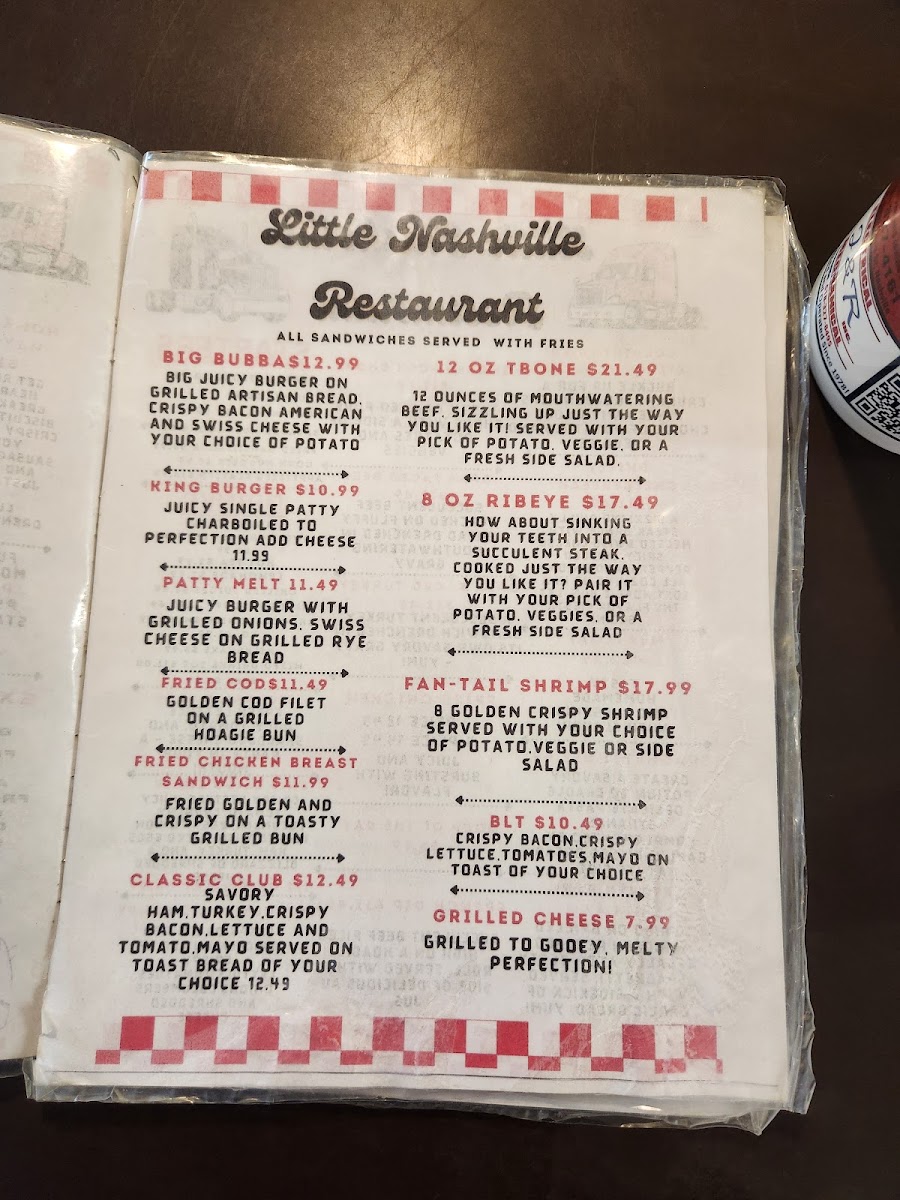 Little Nashville
Restaurant
ALL SANDWICHES SERVED WITH FRIES
BIG BUBBA$12.99
BIG JUICY BURGER ON
GRILLED ARTISAN BREAD,
CRISPY BACON AMERICAN
AND SWISS CHEESE WITH
YOUR CHOICE OF POTATO
KING BURGER $10.99
JUICY SINGLE PATTY
CHARBOILED TO
PERFECTION ADD CHEESE
11.99
PATTY MELT 11.49
JUICY BURGER WITH
GRILLED ONIONS, SWISS
CHEESE ON GRILLED RYE
BREAD
FRIED COD$11.49
GOLDEN COD FILET
ON A GRILLED
HOAGIE BUN
FRIED CHICKEN BREAST
SANDWICH $11.99
FRIED GOLDEN AND
CRISPY ON A TOASTY
GRILLED BUN
CLASSIC CLUB $12.49
SAVORY
HAM,TURKEY,CRISPY
BACON,LETTUCE AND
TOMATO,MAYO SERVED ON
TOAST BREAD OF YOUR
CHOICE 12.49
12 OZ TBONE $21.49
12 OUNCES OF MOUTHWATERING
BEEF, SIZZLING UP JUST THE WAY
YOU LIKE IT! SERVED WITH YOUR
PICK OF POTATO, VEGGIE, OR A
FRESH SIDE SALAD,
8 OZ RIBEYE $17.49
HOW ABOUT SINKING
YOUR TEETH INTO A
SUCCULENT STEAK,
COOKED JUST THE WAY
YOU LIKE IT? PAIR IT
WITH YOUR PICK OF
POTATO, VEGGIES, OR A
FRESH SIDE SALAD
FAN-TAIL SHRIMP $17.99
8 GOLDEN CRISPY SHRIMP
SERVED WITH YOUR CHOICE
OF POTATO,VEGGIE OR SIDE
SALAD
BLT $10.49
CRISPY BACON,CRISPY
LETTUCE,TOMATOES,MAYO ON
TOAST OF YOUR CHOICE
GRILLED CHEESE 7.99
GRILLED TO GOOEY, MELTY
PERFECTION!
& R
INC.